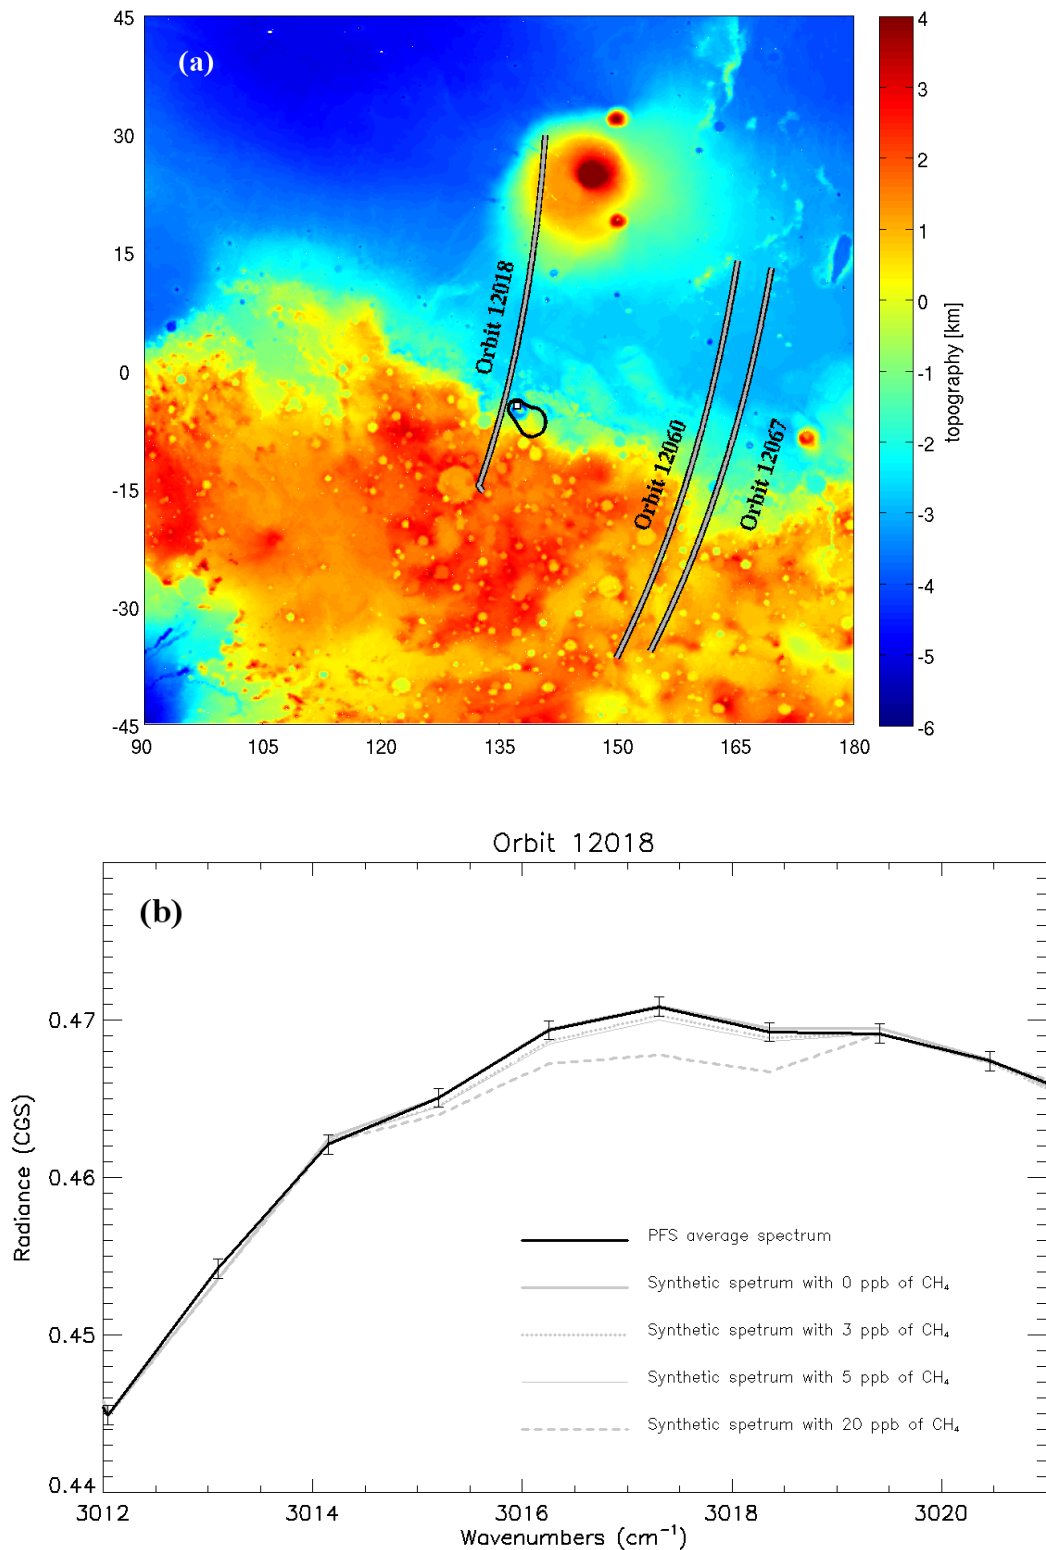 (a)
45
30
15
0
-15
-30
-45
90
105
120
135
150
165
180
Orbit 12018
Orbit 12060
Orbit 12067
4
3
2
1
0
-1
-2
-3
-4
-5
-6
topography [km]
Orbit 12018
(b)
0.47
0.46
0.45
0.44
Radiance (CGS)
PFS average spectrum
Synthetic spetrum with 0 ppb of CH₄
Synthetic spetrum with 3 ppb of CH₄
Synthetic spetrum with 5 ppb of CH₄
Synthetic spetrum with 20 ppb of CH₄
3012
3014
3016
3018
3020
Wavenumbers (cm⁻¹)